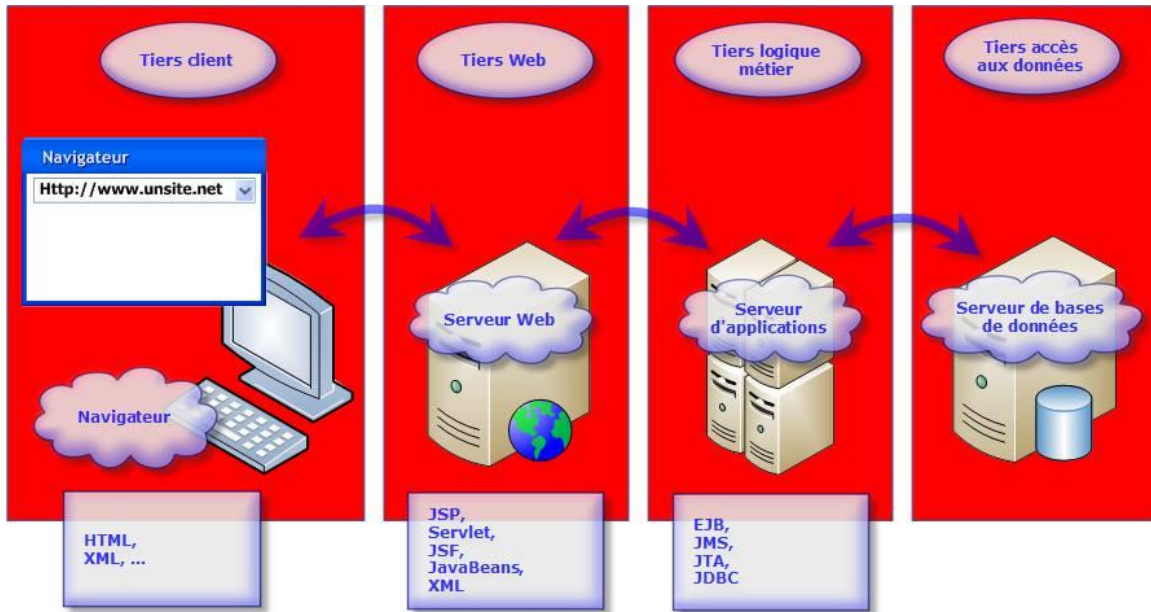 Tiers client
Tiers Web
Tiers logique
métier
Tiers accès
aux données
Navigateur
Http://www.unsite.net
Serveur Web
Serveur
d'applications
Serveur de bases
de données
Navigateur
HTML,
XML, ...
JSP,
Servlet,
JSF,
JavaBeans,
XML
EJB,
JMS,
JTA,
JDBC